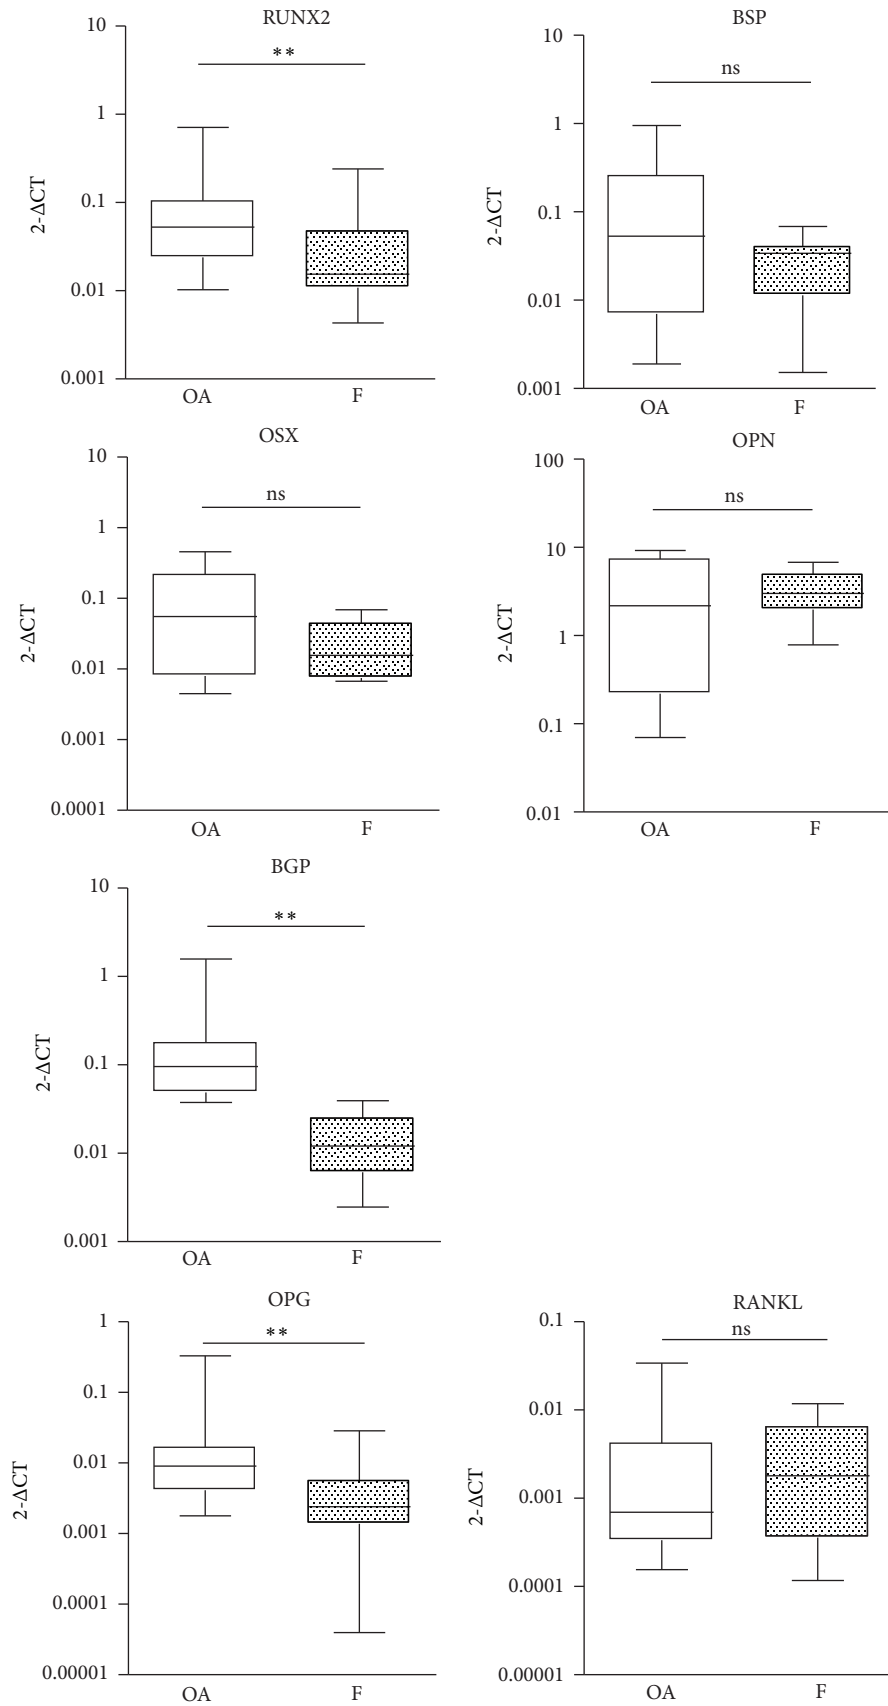 RUNX2
10
1
0.1
0.01
0.001
2-ΔCT
**
OA F
BSP
10
1
0.1
0.01
0.001
2-ΔCT
ns
OA F
OSX
10
1
0.1
0.01
0.001
0.0001
2-ΔCT
ns
OA F
OPN
100
10
1
0.1
0.01
2-ΔCT
ns
OA F
BGP
10
1
0.1
0.01
0.001
2-ΔCT
**
OA F
OPG
1
0.1
0.01
0.001
0.0001
0.00001
2-ΔCT
**
OA F
RANKL
0.1
0.01
0.001
0.0001
0.00001
2-ΔCT
ns
OA F